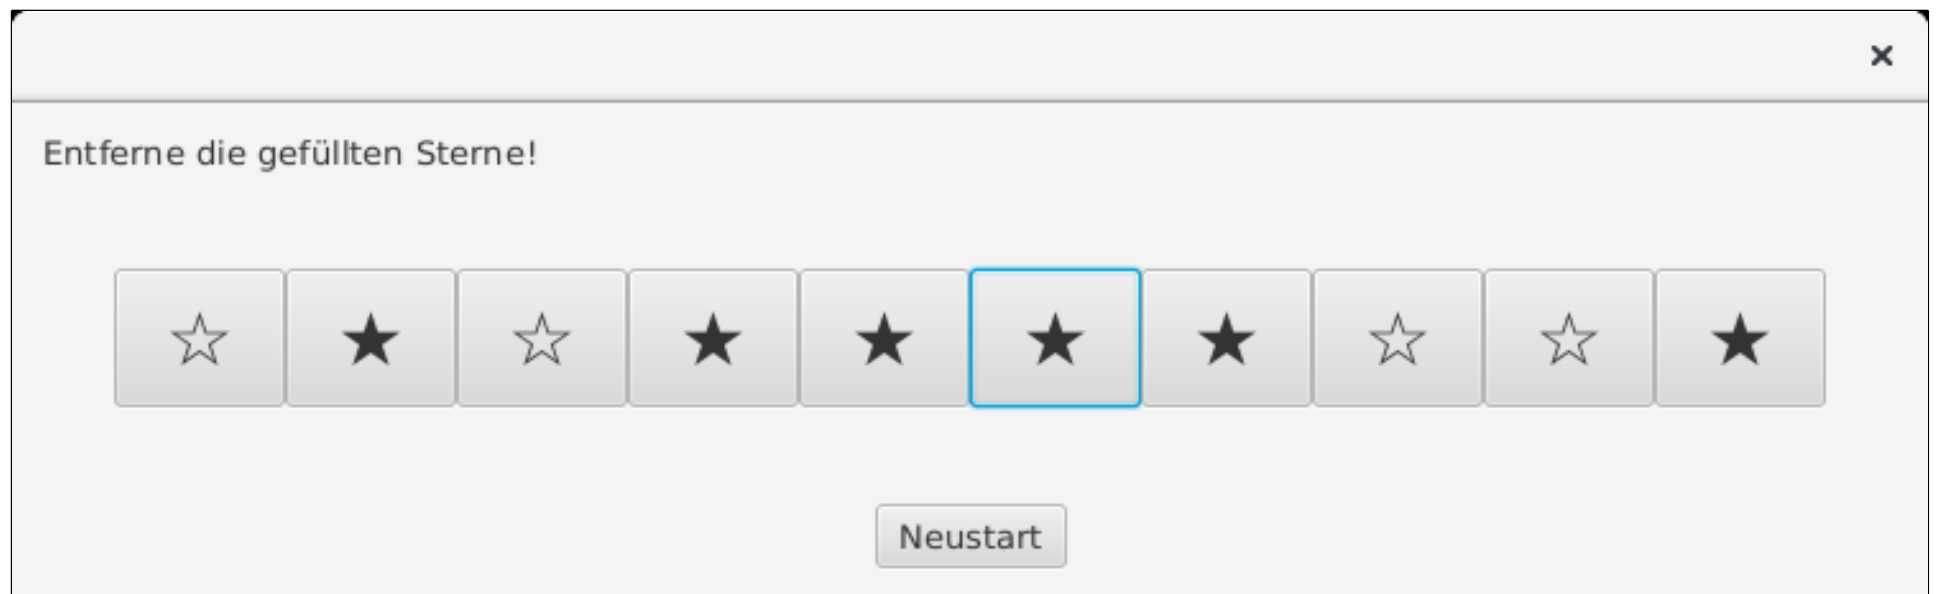 Entferne die gefüllten Sterne!
☆ ★ ☆ ★ ★ ★ ★ ☆ ☆ ★
Neustart